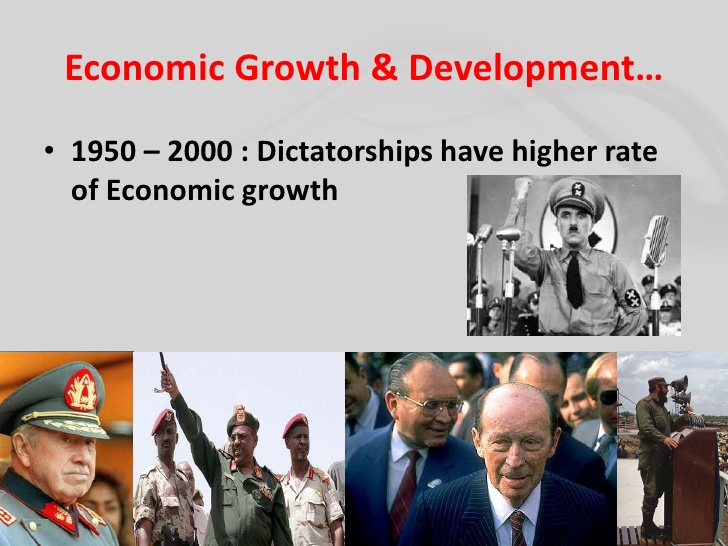 Economic Growth & Development…
• 1950 – 2000 : Dictatorships have higher rate
of Economic growth